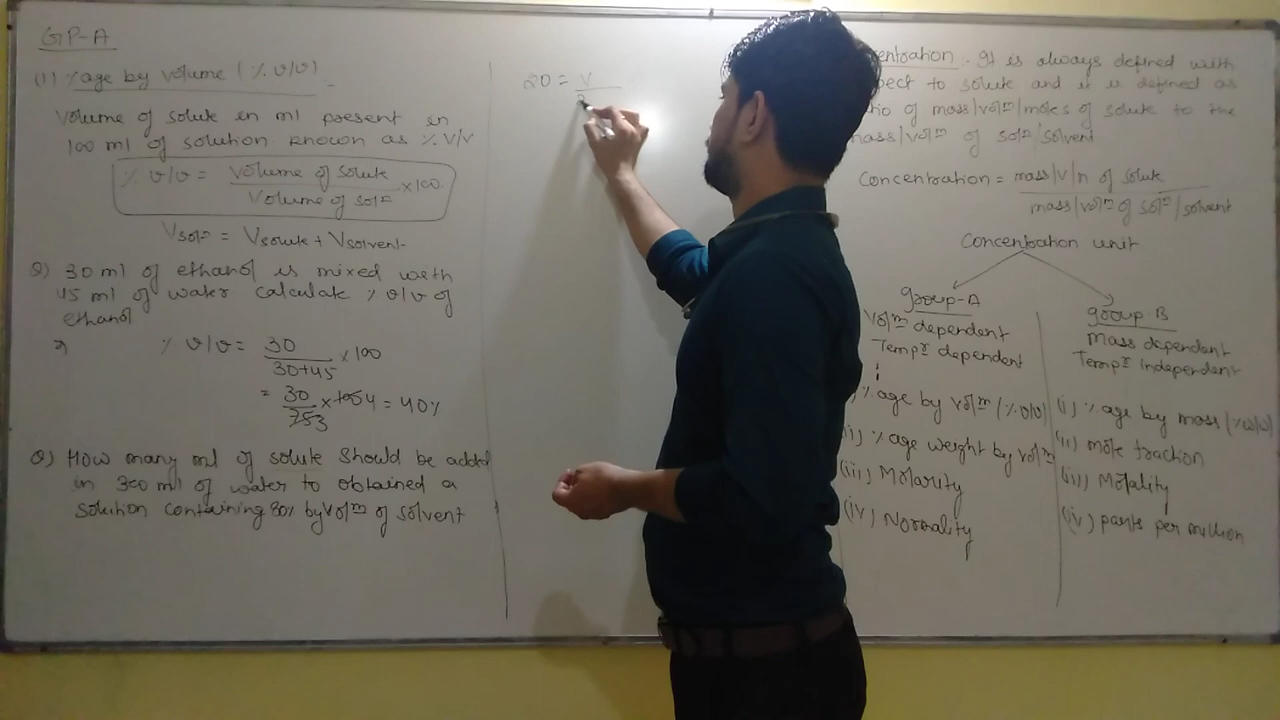 GP-A
(1) %age by volume (% v/v)
Volume of solute in ml present in
100 ml of solution known as % v/v
% v/v = Volume of solute / Volume of solⁿ × 100
Vsolⁿ = Vsolute + Vsolvent
Q) 30 ml of ethanol is mixed with
45 ml of water calculate % v/v of
ethanol
% v/v = 30 / 30+45 × 100
= 30 / 75 3 × 100 4 = 40%
Q) How many ml of solute should be added
in 300 ml of water to obtained a
solution containing 80% by volᵐ of solvent
20 = V
entration. It is always defined with
pect to solute and it is defined as
tio of mass/volᵐ/moles of solute to the
mass/volᵐ of solⁿ/solvent
Concentration = mass/v/n of solute / mass/volᵐ of solⁿ/solvent
Concentration unit
group-A
Volᵐ dependent
Tempʳ dependent
) % age by volᵐ (% v/v)
ii) % age weight by volᵐ
(iii) Molarity
(iv) Normality
group-B
Mass dependent
Tempʳ independent
(i) % age by mass (% w/w)
(ii) mole fraction
(iii) Molality
(iv) parts per million